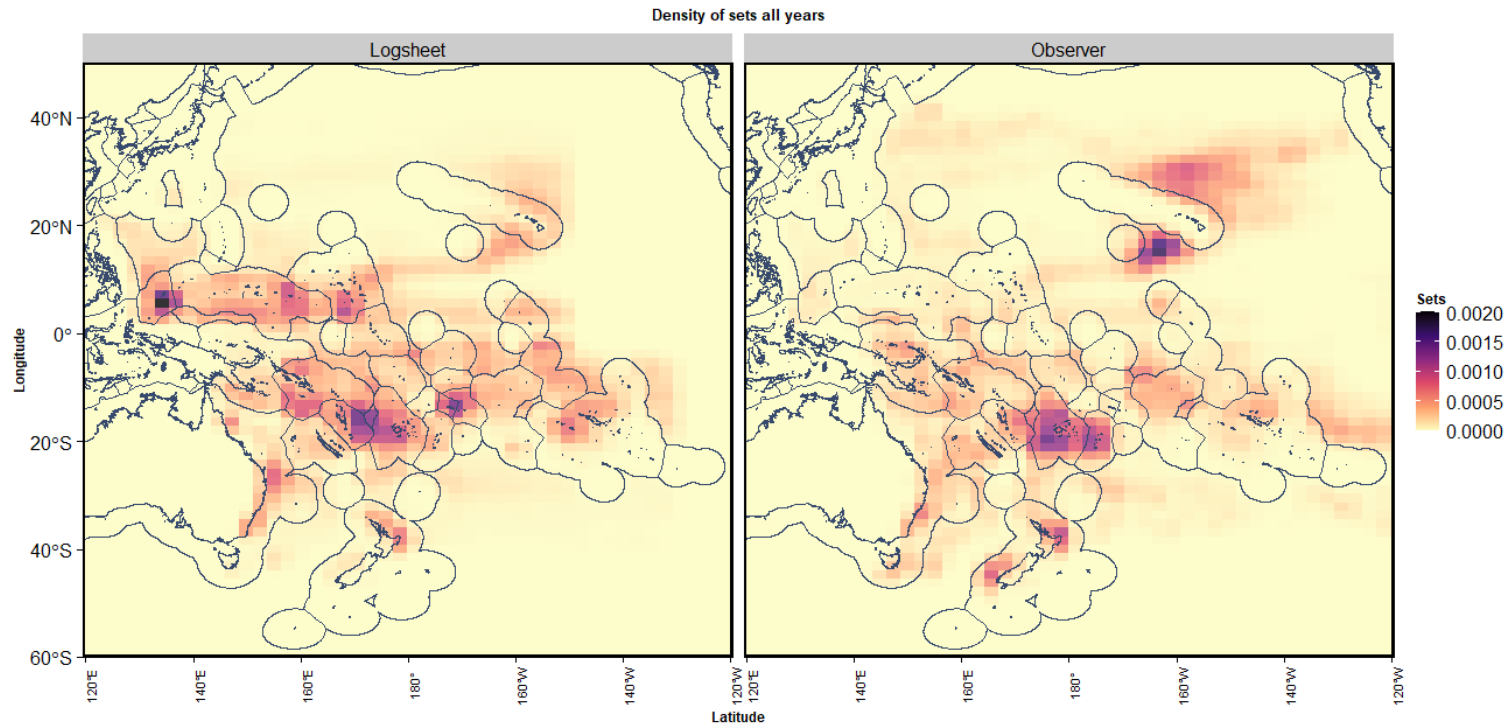 Density of sets all years
Logsheet
Observer
40°N
20°N
0°
20°S
40°S
60°S
Longitude
120°E
140°E
160°E
180°
160°W
140°W
120°W
120°E
140°E
160°E
180°
160°W
140°W
120°W
Latitude
Sets
0.0020
0.0015
0.0010
0.0005
0.0000